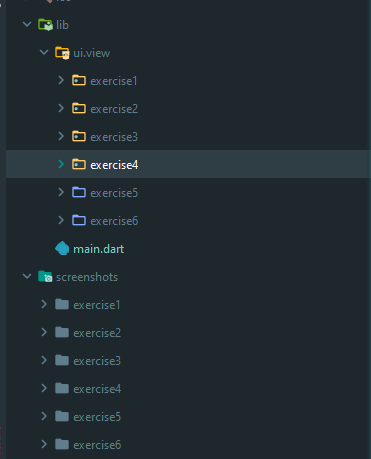 lib
ui.view
exercise1
exercise2
exercise3
exercise4
exercise5
exercise6
main.dart
screenshots
exercise1
exercise2
exercise3
exercise4
exercise5
exercise6